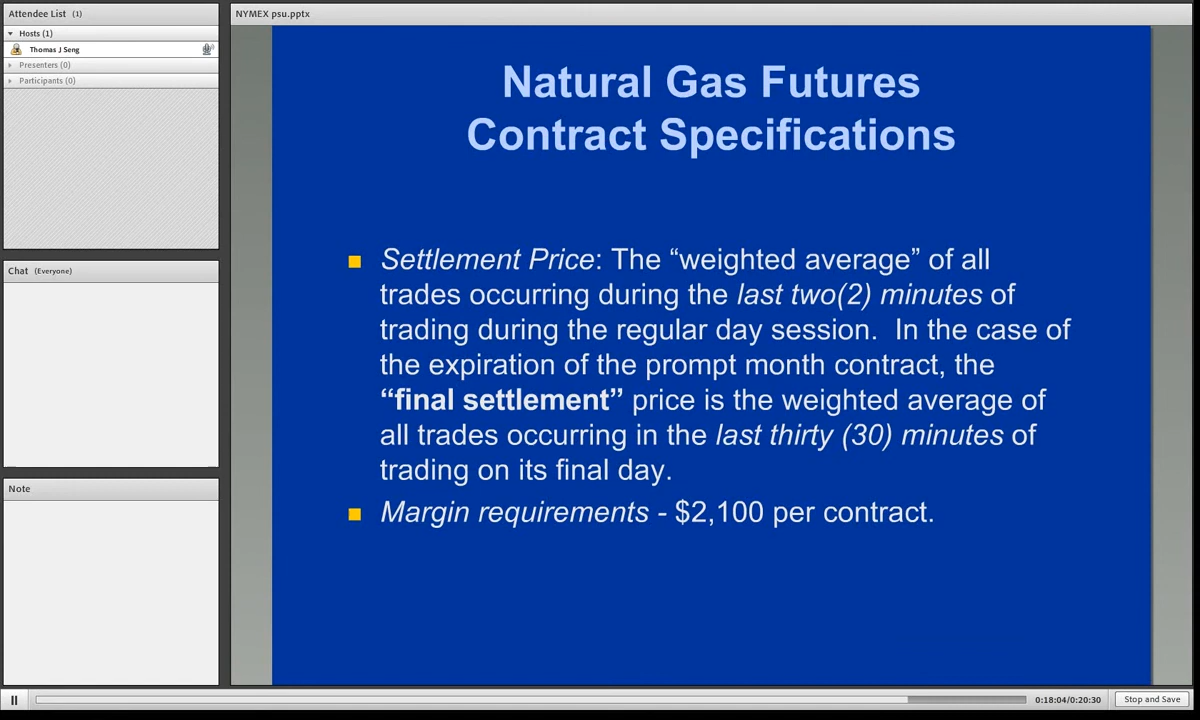 Attendee List (1)
Hosts (1)
Thomas J Seng
Presenters (0)
Participants (0)
Chat (Everyone)
Note
NYMEX psu.pptx
Natural Gas Futures
Contract Specifications
Settlement Price: The “weighted average” of all
trades occurring during the last two(2) minutes of
trading during the regular day session. In the case of
the expiration of the prompt month contract, the
“final settlement” price is the weighted average of
all trades occurring in the last thirty (30) minutes of
trading on its final day.
Margin requirements - $2,100 per contract.
0:18:04/0:20:30
Stop and Save